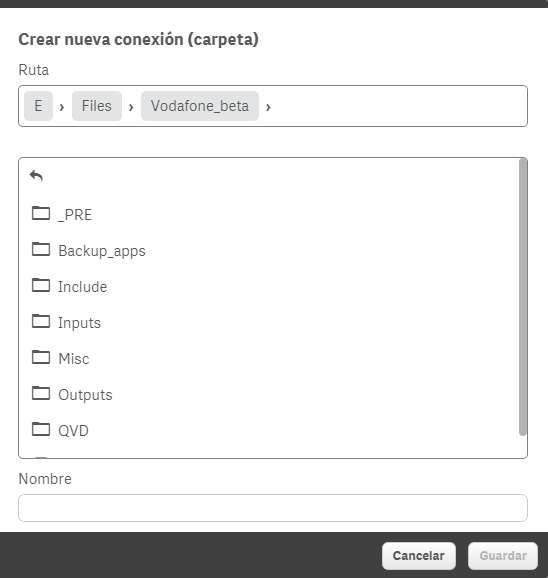 Crear nueva conexión (carpeta)
Ruta
E › Files › Vodafone_beta ›
_PRE
Backup_apps
Include
Inputs
Misc
Outputs
QVD
Nombre
Cancelar Guardar